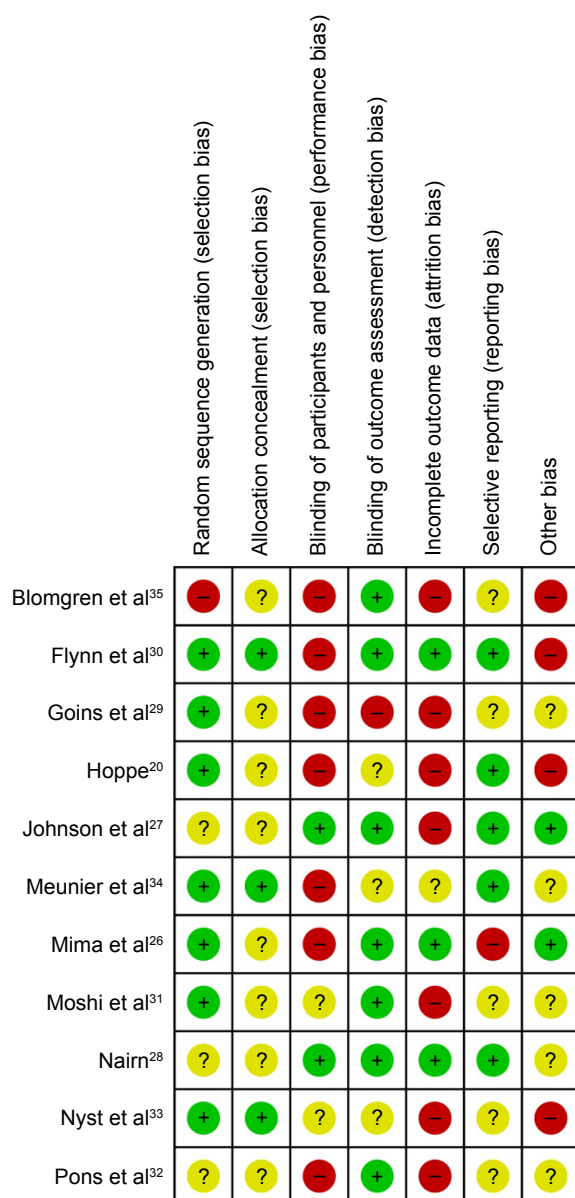 Random sequence generation (selection bias)
Allocation concealment (selection bias)
Blinding of participants and personnel (performance bias)
Blinding of outcome assessment (detection bias)
Incomplete outcome data (attrition bias)
Selective reporting (reporting bias)
Other bias
Blomgren et al³⁵ – ? – + – ? –
Flynn et al³⁰ + + – + + + –
Goins et al²⁹ + ? – – – ? ?
Hoppe²⁰ + ? – ? ? + –
Johnson et al²⁷ ? ? + + – + +
Meunier et al³⁴ + + – ? ? + ?
Mima et al²⁶ + ? – + + – +
Moshi et al³¹ + ? ? + – ? ?
Nairn²⁸ ? ? + + + + ?
Nyst et al³³ + + ? ? – ? –
Pons et al³² ? ? – + – ? ?